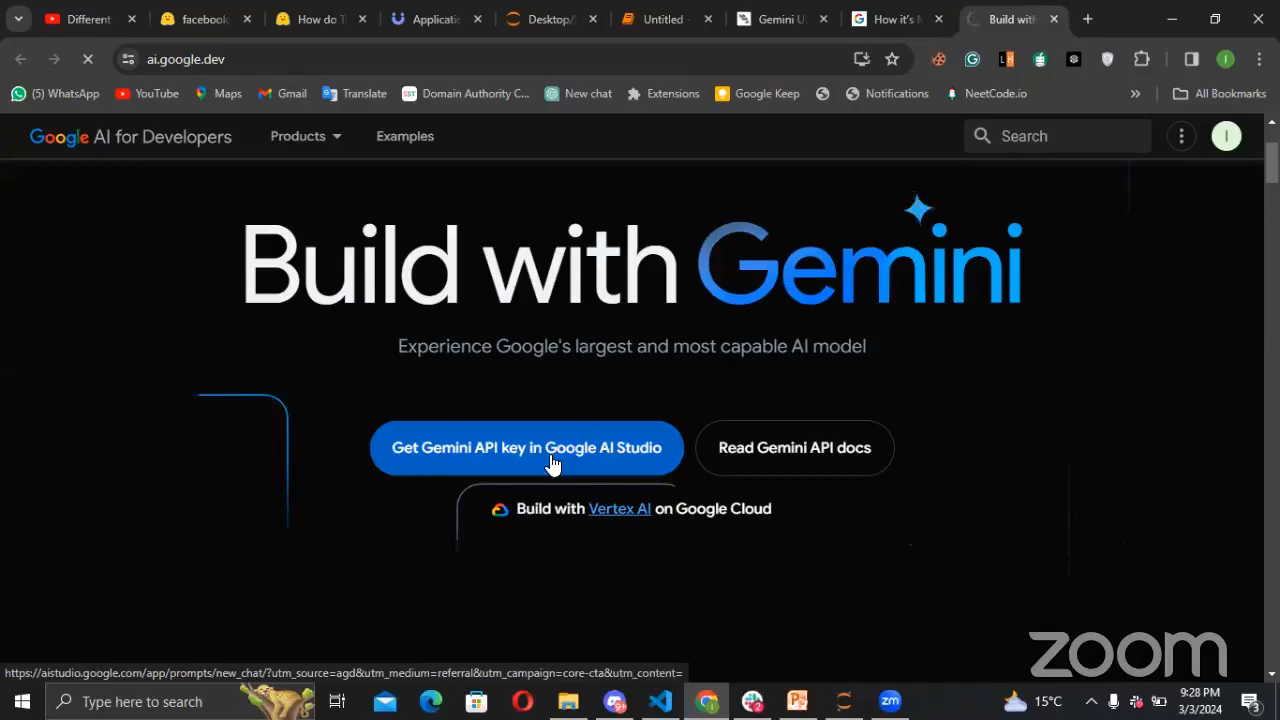 Different
facebook
How do T
Applicatio
Desktop/
Untitled
Gemini U
How it's M
Build with
ai.google.dev
(5) WhatsApp
YouTube
Maps
Gmail
Translate
Domain Authority C...
New chat
Extensions
Google Keep
Notifications
NeetCode.io
»
All Bookmarks
Google AI for Developers
Products
Examples
Search
I
Build with Gemini
Experience Google's largest and most capable AI model
Get Gemini API key in Google AI Studio
Read Gemini API docs
Build with Vertex AI on Google Cloud
zoom
https://aistudio.google.com/app/prompts/new_chat/?utm_source=agd&utm_medium=referral&utm_campaign=core-cta&utm_content=
Type here to search
15°C
9:28 PM
3/3/2024